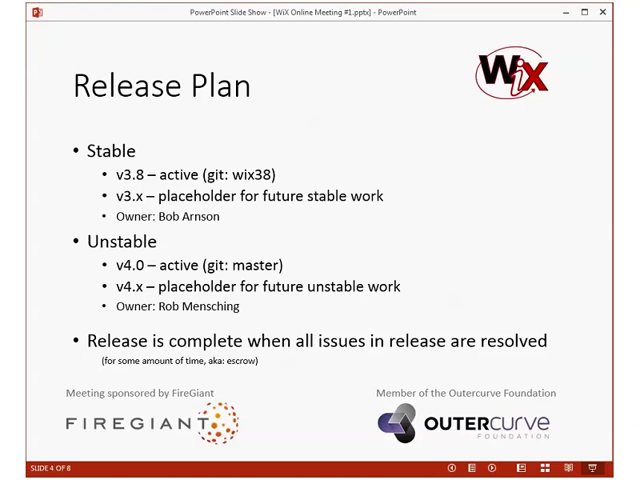 PowerPoint Slide Show - [WiX Online Meeting #1.pptx] - PowerPoint
Release Plan
WiX
• Stable
• v3.8 – active (git: wix38)
• v3.x – placeholder for future stable work
• Owner: Bob Arnson
• Unstable
• v4.0 – active (git: master)
• v4.x – placeholder for future unstable work
• Owner: Rob Mensching
• Release is complete when all issues in release are resolved
(for some amount of time, aka: escrow)
Meeting sponsored by FireGiant
FIREGIANT
Member of the Outercurve Foundation
OUTERCURVE
FOUNDATION
SLIDE 4 OF 8